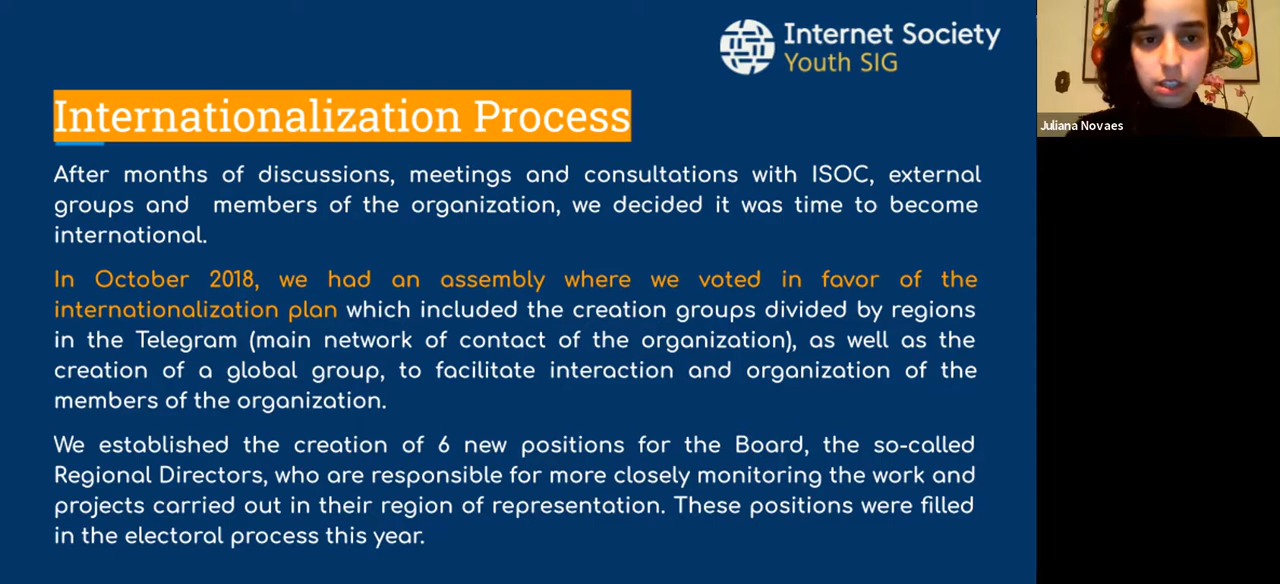 Internet Society
Youth SIG
Internationalization Process
After months of discussions, meetings and consultations with ISOC, external
groups and members of the organization, we decided it was time to become
international.
In October 2018, we had an assembly where we voted in favor of the
internationalization plan which included the creation groups divided by regions
in the Telegram (main network of contact of the organization), as well as the
creation of a global group, to facilitate interaction and organization of the
members of the organization.
We established the creation of 6 new positions for the Board, the so-called
Regional Directors, who are responsible for more closely monitoring the work and
projects carried out in their region of representation. These positions were filled
in the electoral process this year.
Juliana Novaes